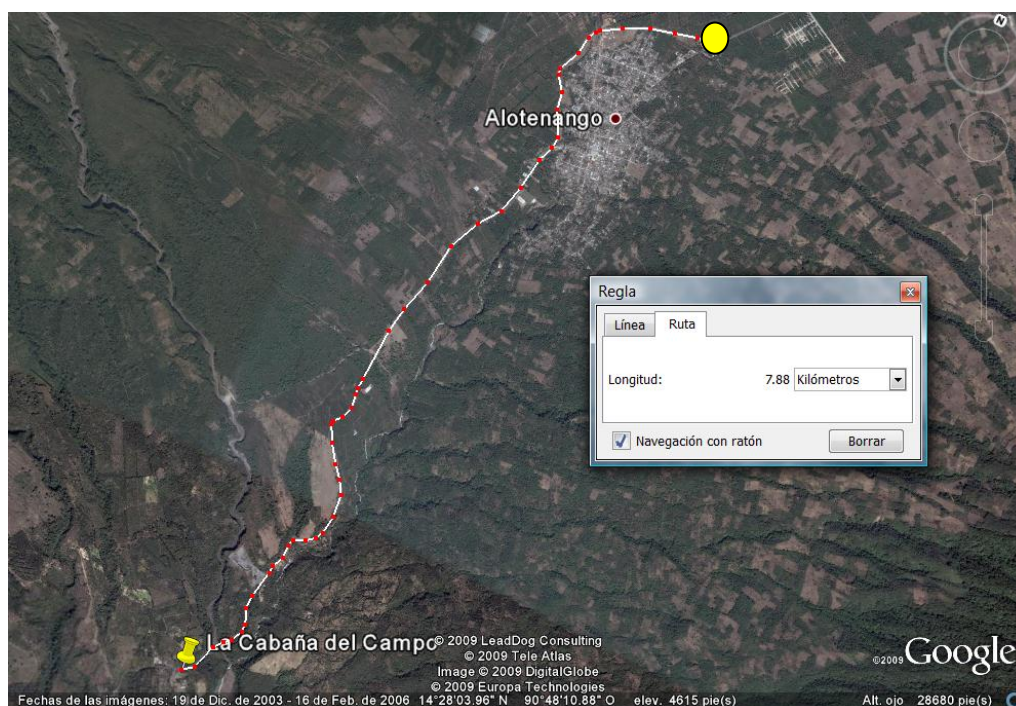 N
Alotenango
Regla
Línea Ruta
Longitud: 7.88 Kilómetros
Navegación con ratón Borrar
La Cabaña del Campo
© 2009 LeadDog Consulting
© 2009 Tele Atlas
Image © 2009 DigitalGlobe
© 2009 Europa Technologies
©2009 Google
Fechas de las imágenes: 19 de Dic. de 2003 - 16 de Feb. de 2006 14°28'03.96" N 90°48'10.88" O elev. 4615 pie(s) Alt. ojo 28680 pie(s)